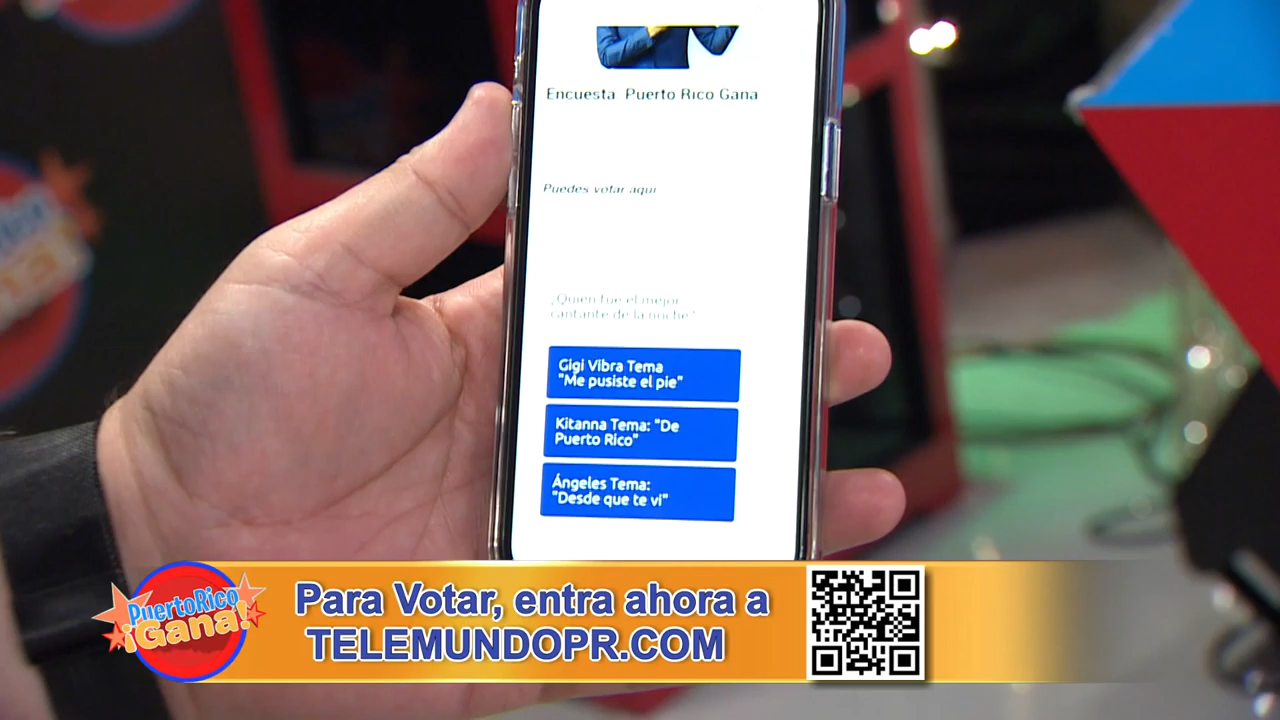 Encuesta Puerto Rico Gana
Puedes votar aqui
¿Quien fue el mejor
cantante de la noche?
Gigi Vibra Tema
"Me pusiste el pie"
Kitanna Tema: "De
Puerto Rico"
Ángeles Tema:
"Desde que te vi"
PuertoRico
¡Gana!
Para Votar, entra ahora a
TELEMUNDOPR.COM